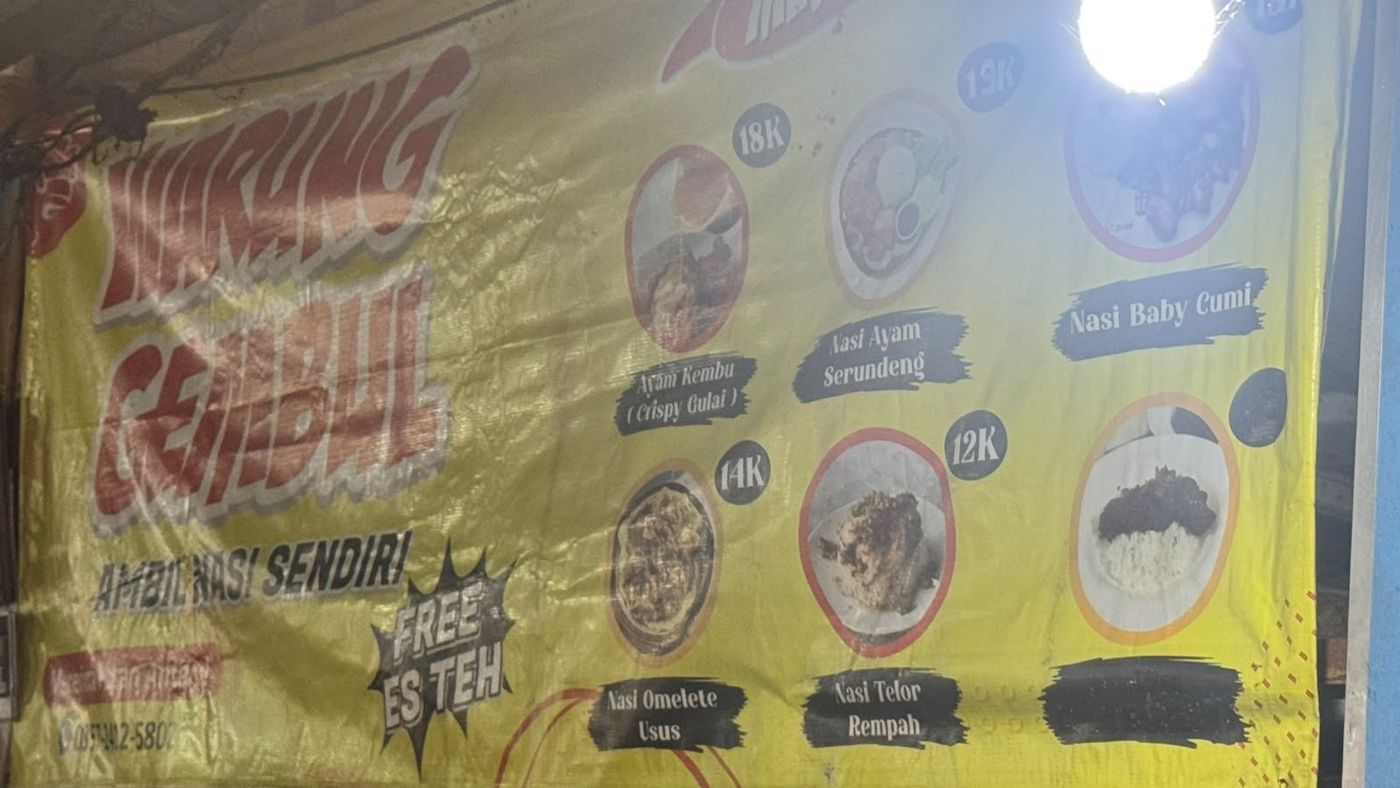 WARUNG
CEMBUL
AMBIL NASI SENDIRI
FREE
ES TEH
18K
Ayam Kembu
( Crispy Gulai )
19K
Nasi Ayam
Serundeng
Nasi Baby Cumi
14K
Nasi Omelete
Usus
12K
Nasi Telor
Rempah